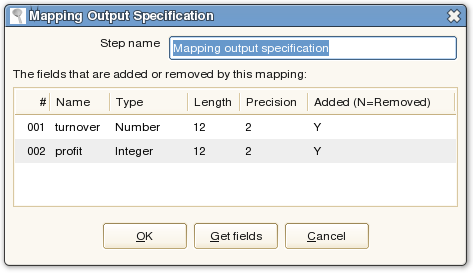 Mapping Output Specification
Step name Mapping output specification
The fields that are added or removed by this mapping:
# Name Type Length Precision Added (N=Removed)
001 turnover Number 12 2 Y
002 profit Integer 12 2 Y
OK Get fields Cancel